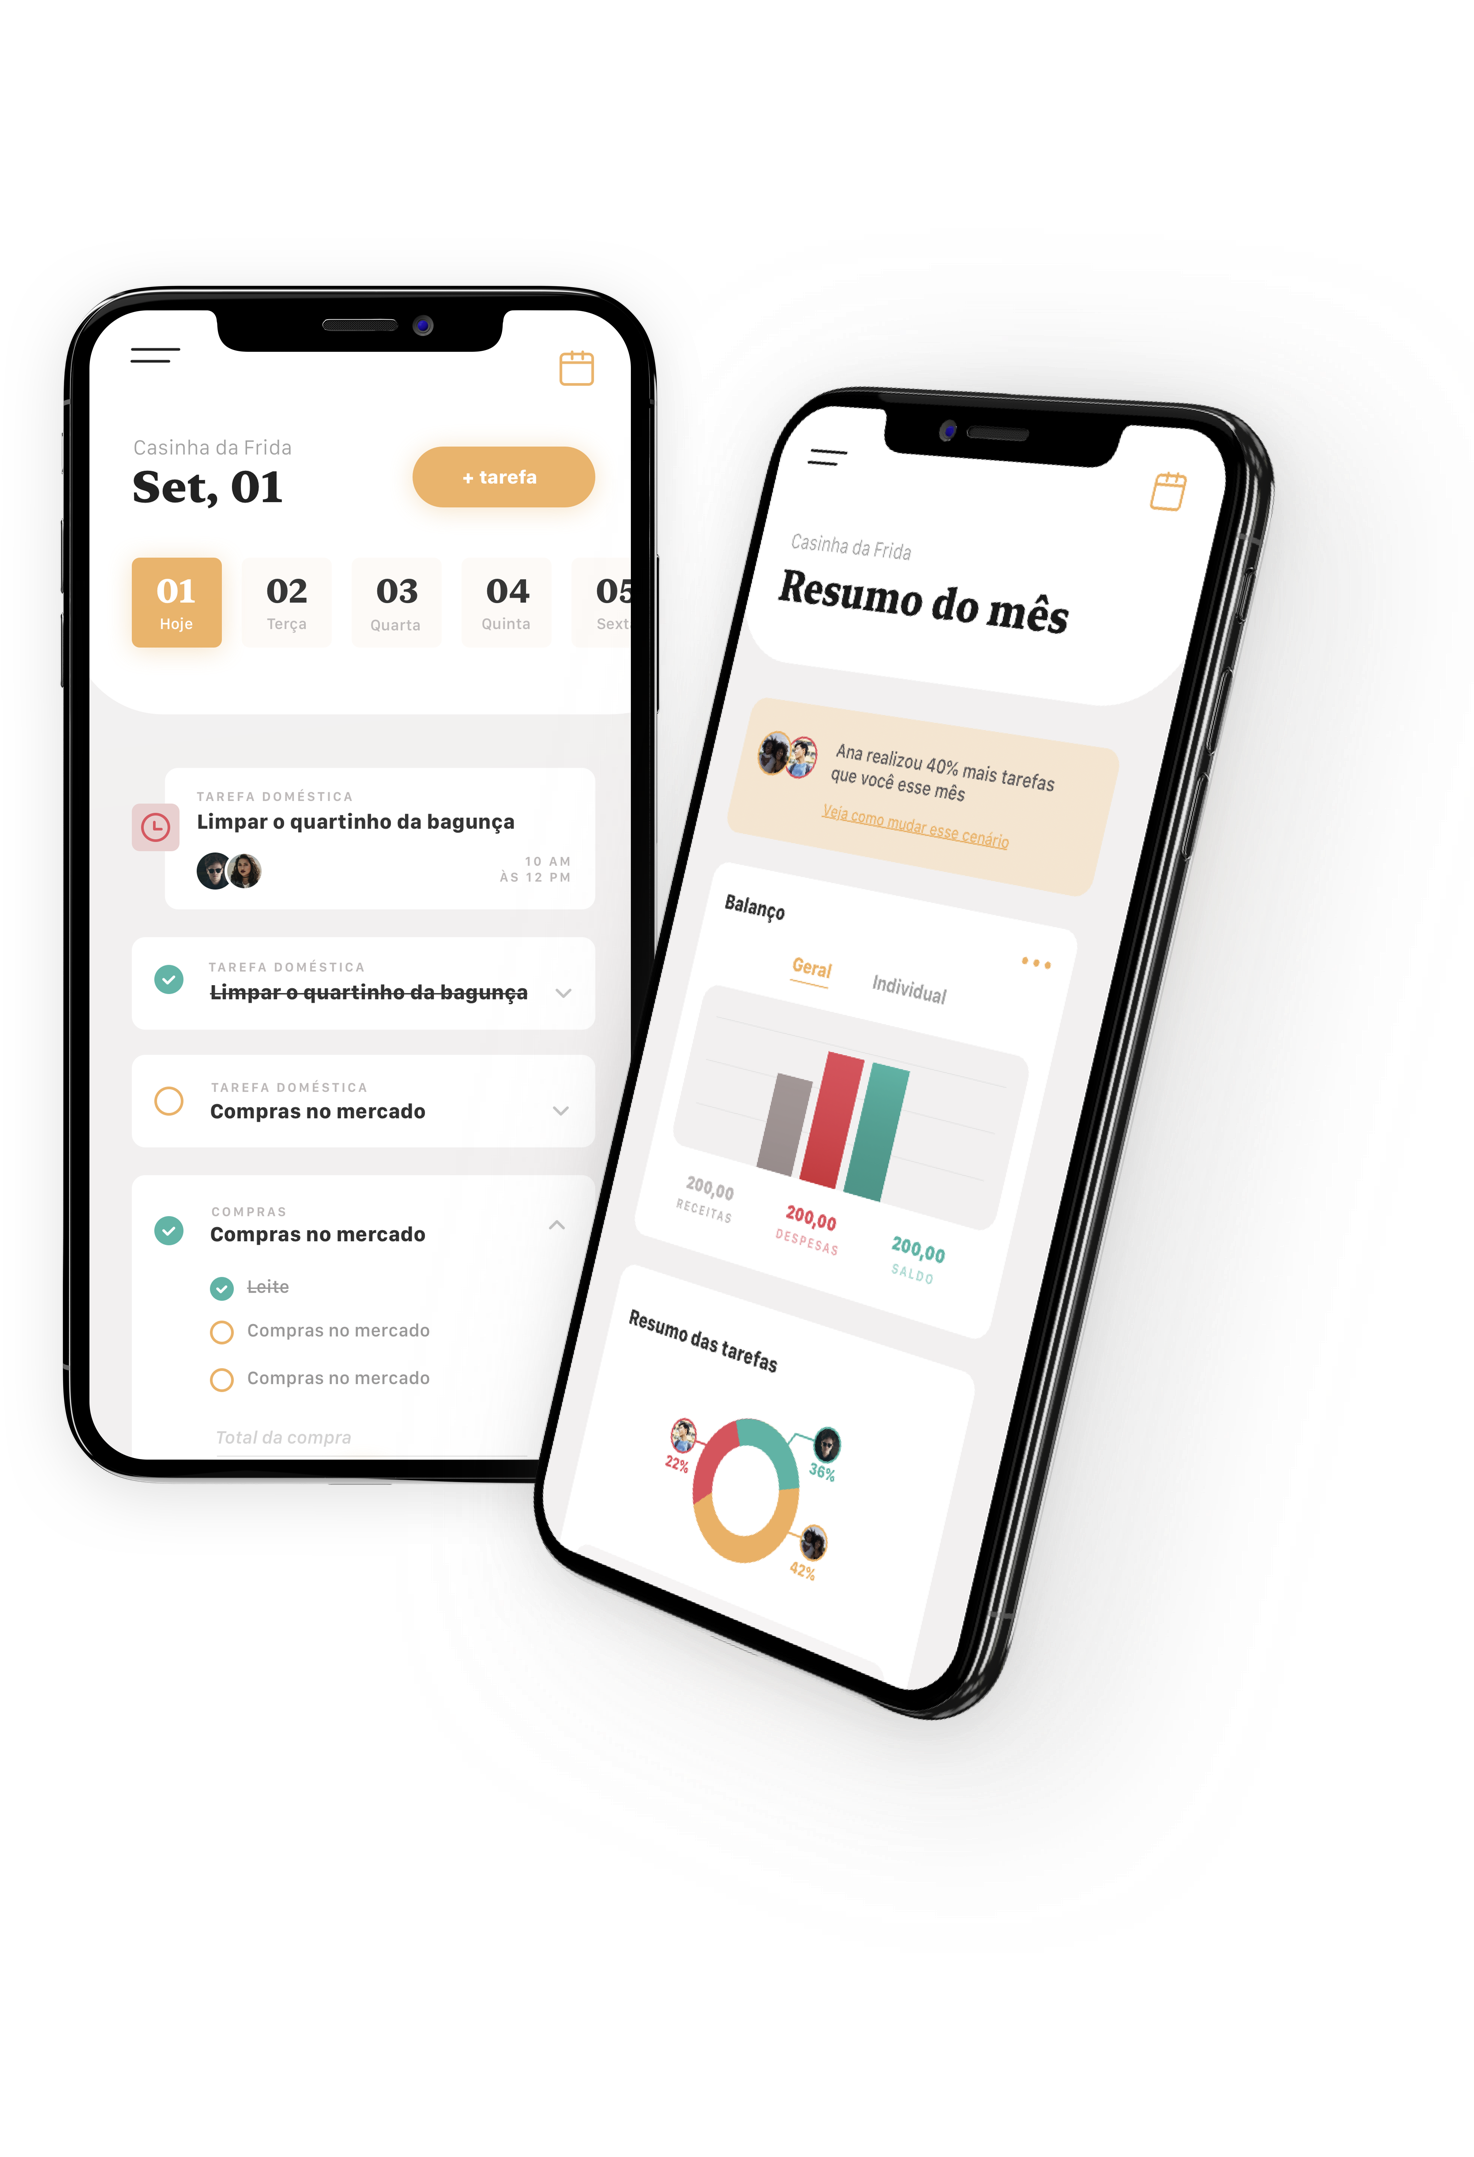 Casinha da Frida
Set, 01
+ tarefa
01
Hoje
02
Terça
03
Quarta
04
Quinta
05
TAREFA DOMÉSTICA
Limpar o quartinho da bagunça
10 AM
ÀS 12 PM
TAREFA DOMÉSTICA
Limpar o quartinho da bagunça
TAREFA DOMÉSTICA
Compras no mercado
COMPRAS
Compras no mercado
Leite
Compras no mercado
Compras no mercado
Total da compra
Casinha da Frida
Resumo do mês
Ana realizou 40% mais tarefas
que você esse mês
Veja como mudar esse cenário
Balanço
Geral
Individual
200,00
RECEITAS
200,00
DESPESAS
200,00
SALDO
Resumo das tarefas
22%
36%
42%